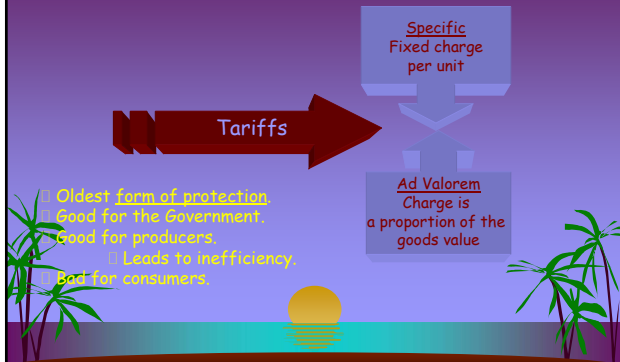 Specific
Fixed charge
per unit
Tariffs
Ad Valorem
Charge is
a proportion of the
goods value
Oldest form of protection.
Good for the Government.
Good for producers.
Leads to inefficiency.
Bad for consumers.